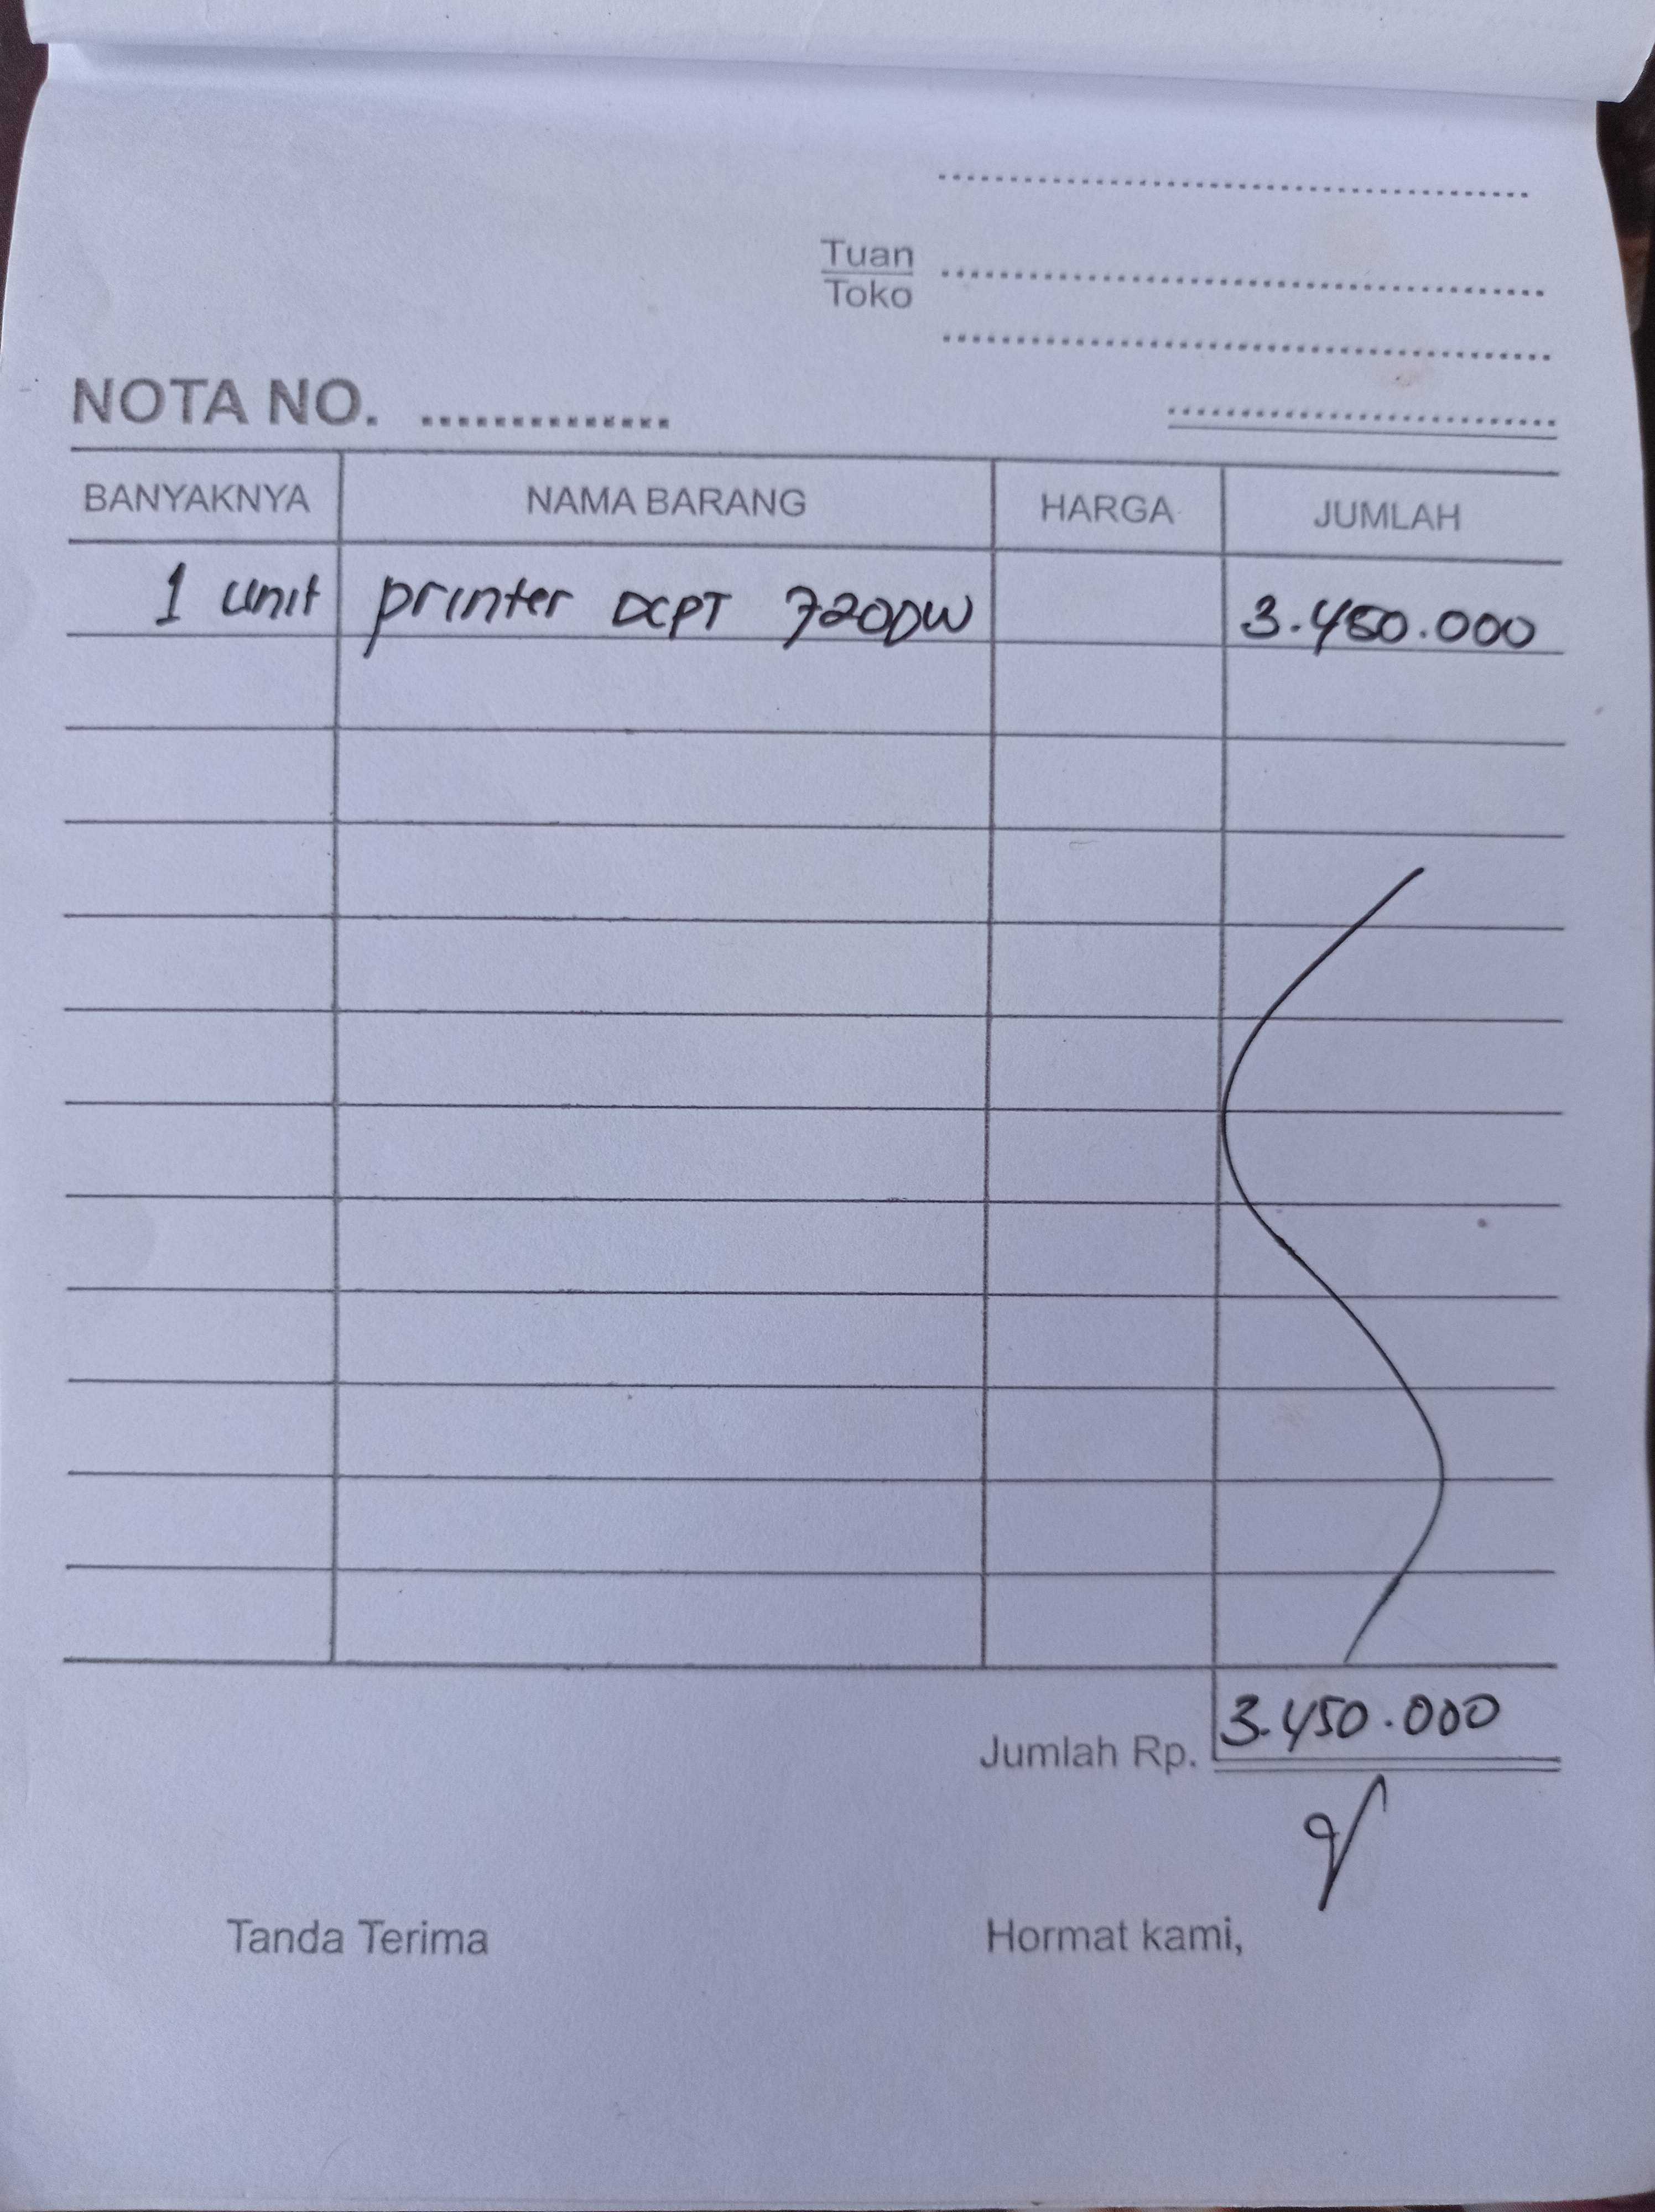 Tuan
Toko
NOTA NO.
BANYAKNYA NAMA BARANG HARGA JUMLAH
1 unit printer DCPT 720DW 3.450.000
Jumlah Rp. 3.450.000
Tanda Terima Hormat kami,